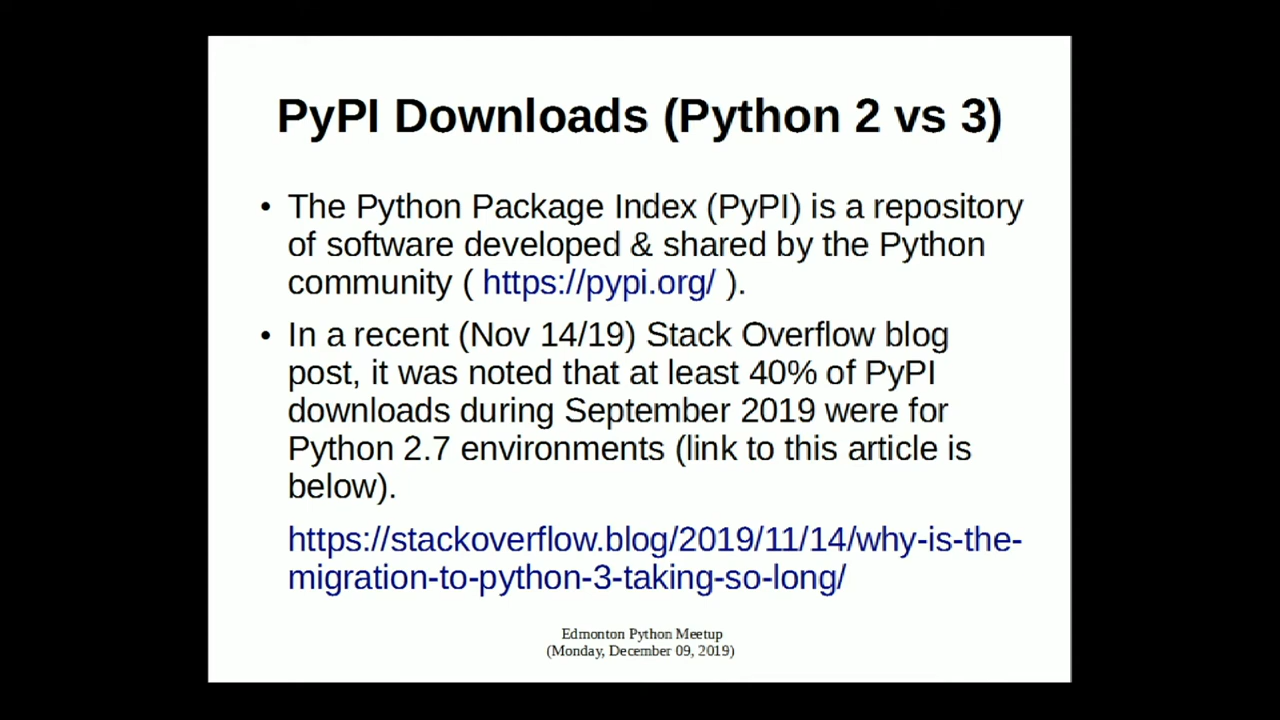 PyPI Downloads (Python 2 vs 3)
• The Python Package Index (PyPI) is a repository
of software developed & shared by the Python
community ( https://pypi.org/ ).
• In a recent (Nov 14/19) Stack Overflow blog
post, it was noted that at least 40% of PyPI
downloads during September 2019 were for
Python 2.7 environments (link to this article is
below).
https://stackoverflow.blog/2019/11/14/why-is-the-
migration-to-python-3-taking-so-long/
Edmonton Python Meetup
(Monday, December 09, 2019)